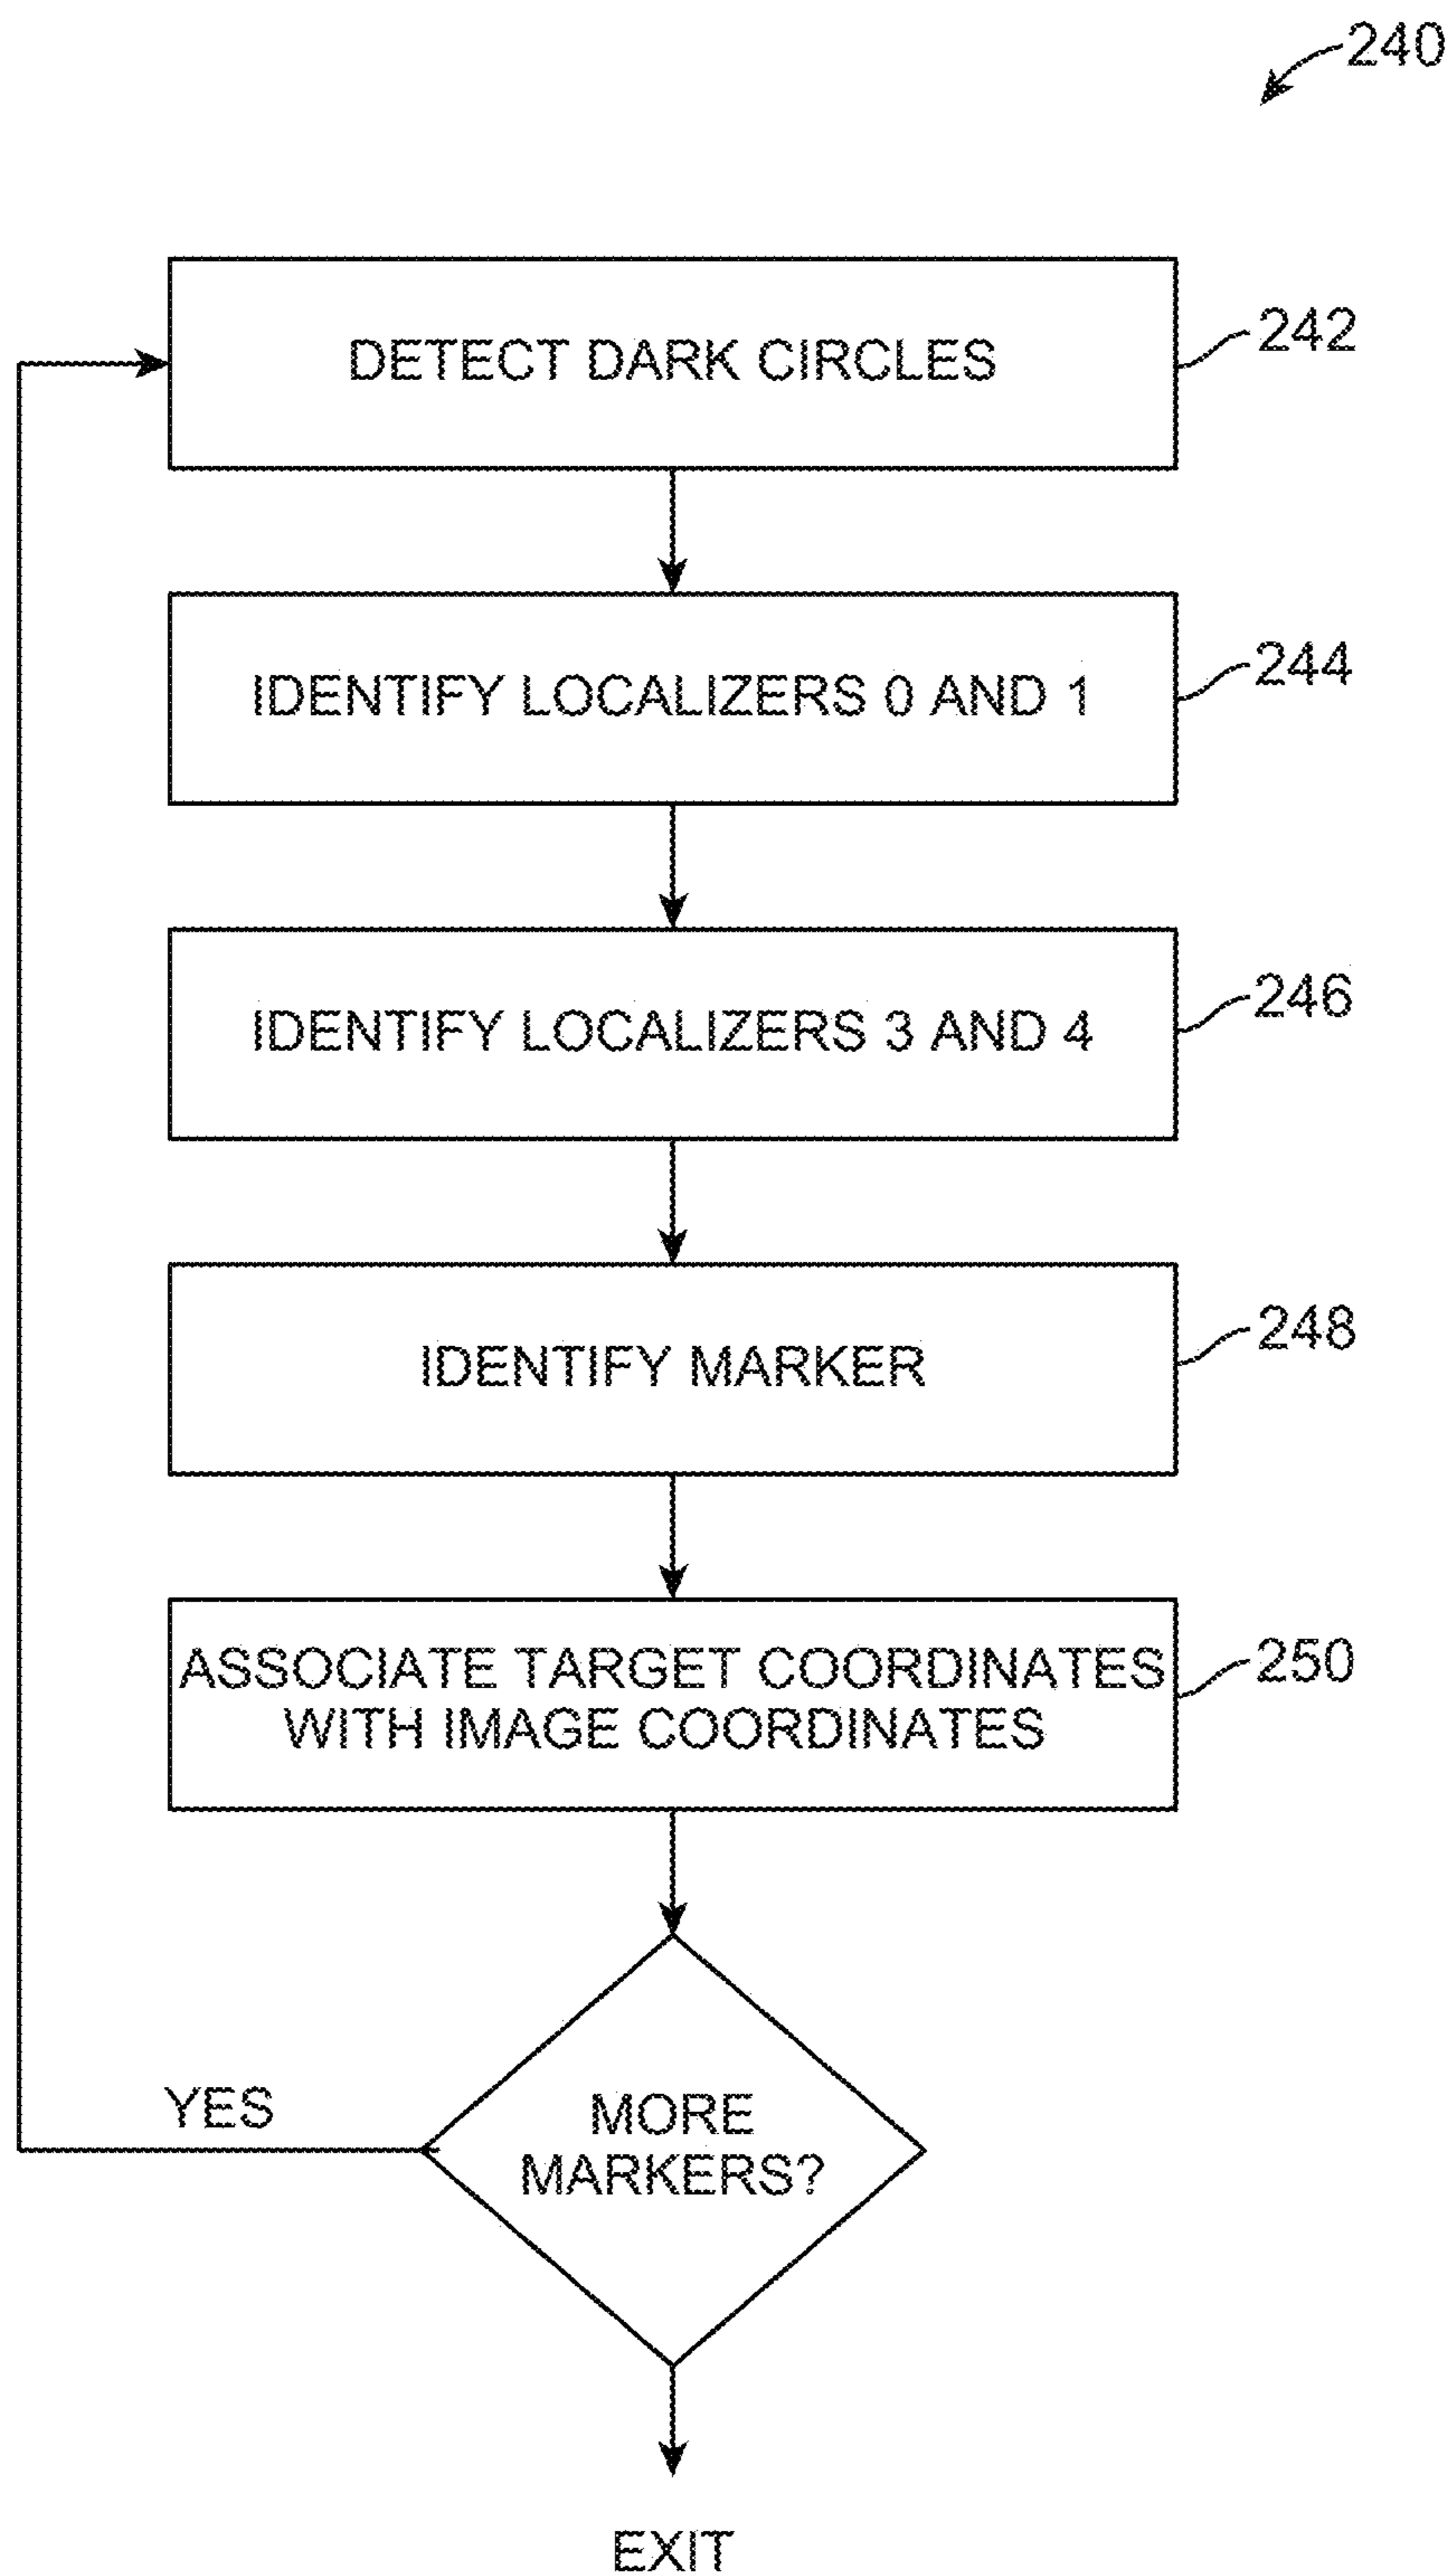 240
DETECT DARK CIRCLES
242
IDENTIFY LOCALIZERS 0 AND 1
244
IDENTIFY LOCALIZERS 3 AND 4
246
IDENTIFY MARKER
248
ASSOCIATE TARGET COORDINATES
WITH IMAGE COORDINATES
250
MORE
MARKERS?
YES
EXIT